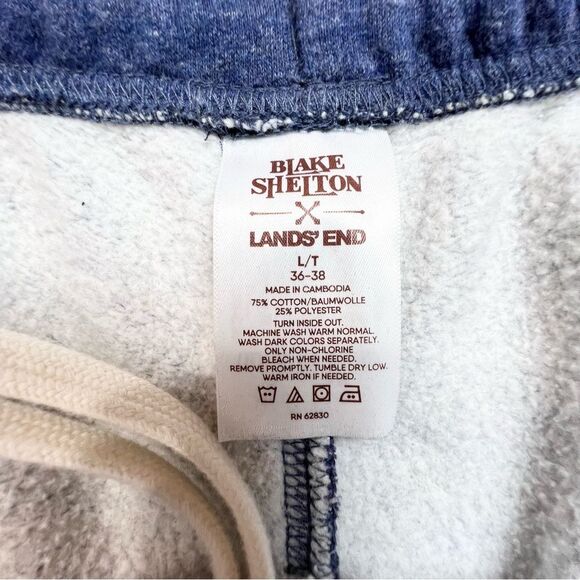 BLAKE
SHELTON
LANDS' END
L/T
36-38
MADE IN CAMBODIA
75% COTTON/BAUMWOLLE
25% POLYESTER
TURN INSIDE OUT.
MACHINE WASH WARM NORMAL.
WASH DARK COLORS SEPARATELY.
ONLY NON-CHLORINE
BLEACH WHEN NEEDED.
REMOVE PROMPTLY. TUMBLE DRY LOW.
WARM IRON IF NEEDED.
RN 62830